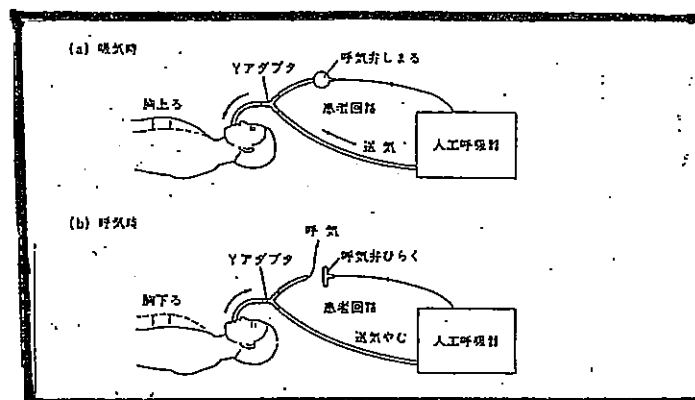 (a) 吸気時
呼気弁しまる
Yアダプタ
胸上る
患者回路
送気
人工呼吸器
(b) 呼気時
呼気
呼気弁ひらく
Yアダプタ
胸下る
患者回路
送気やむ
人工呼吸器